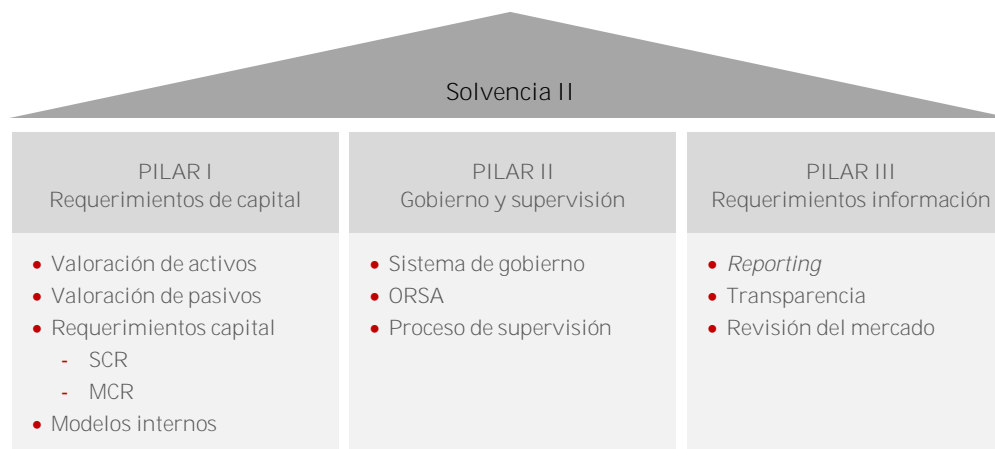 Solvencia II
PILAR I
Requerimientos de capital
• Valoración de activos
• Valoración de pasivos
• Requerimientos capital
- SCR
- MCR
• Modelos internos
PILAR II
Gobierno y supervisión
• Sistema de gobierno
• ORSA
• Proceso de supervisión
PILAR III
Requerimientos información
• Reporting
• Transparencia
• Revisión del mercado